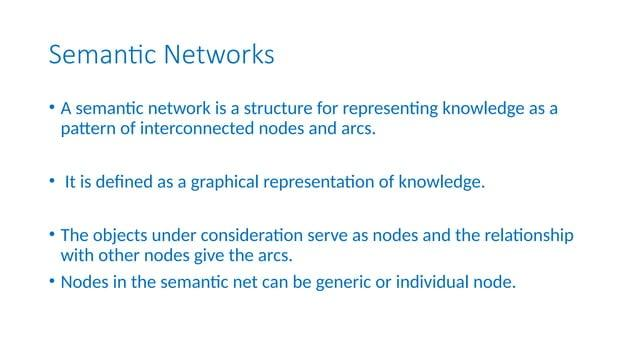 Semantic Networks
• A semantic network is a structure for representing knowledge as a
pattern of interconnected nodes and arcs.
• It is defined as a graphical representation of knowledge.
• The objects under consideration serve as nodes and the relationship
with other nodes give the arcs.
• Nodes in the semantic net can be generic or individual node.